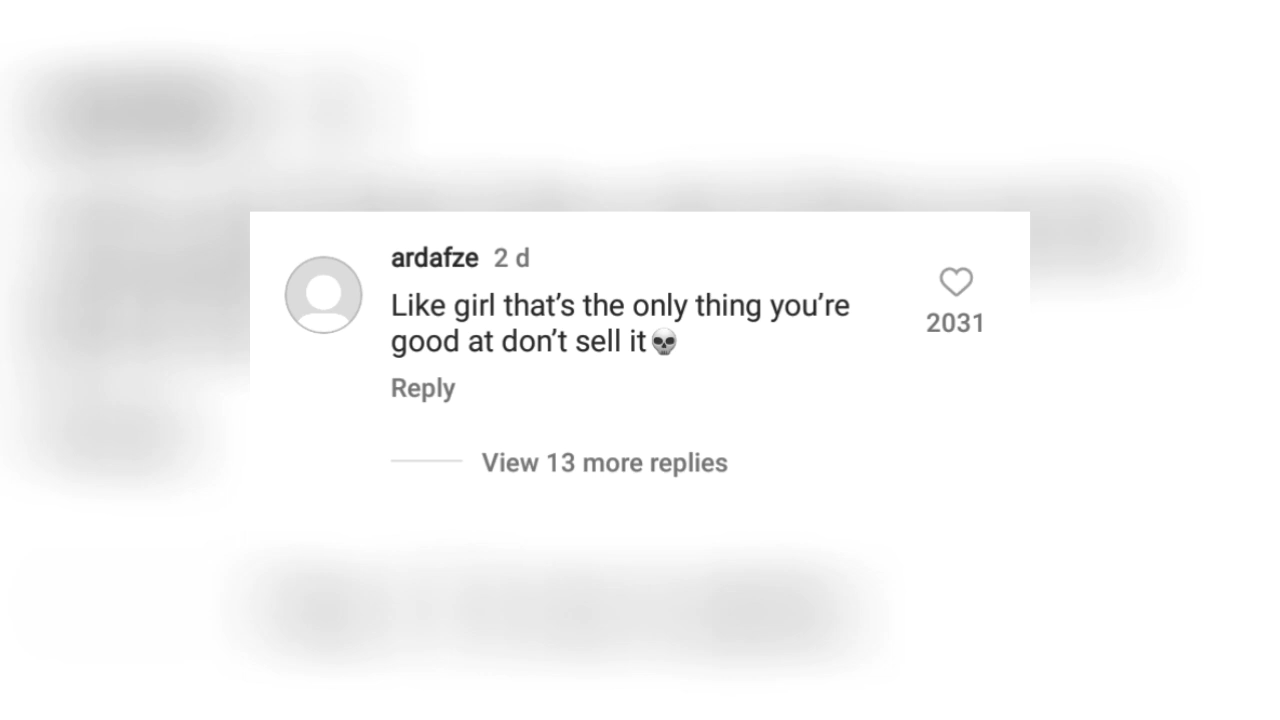 ardafze 2 d
Like girl that’s the only thing you’re
good at don’t sell it💀
2031
Reply
View 13 more replies